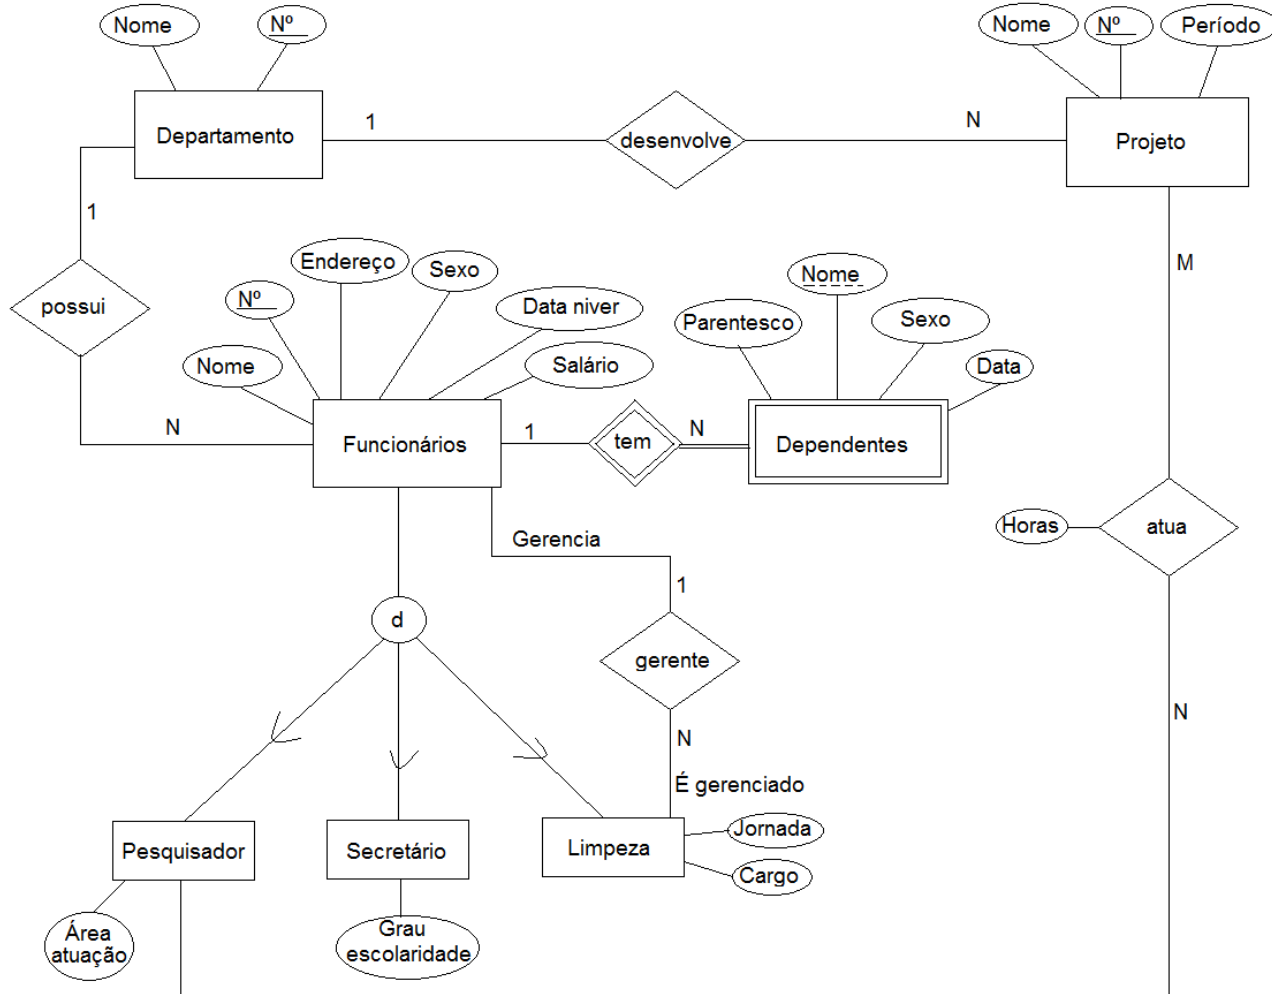 Nome
Nº
Nome
Nº
Período
Departamento
1
desenvolve
N
Projeto
1
M
possui
Endereço
Sexo
Nº
Data niver
Nome
Salário
Nome
Parentesco
Sexo
Data
N
Funcionários
1
tem
N
Dependentes
Horas
atua
Gerencia
1
d
gerente
N
N
É gerenciado
Pesquisador
Secretário
Limpeza
Jornada
Cargo
Área
atuação
Grau
escolaridade